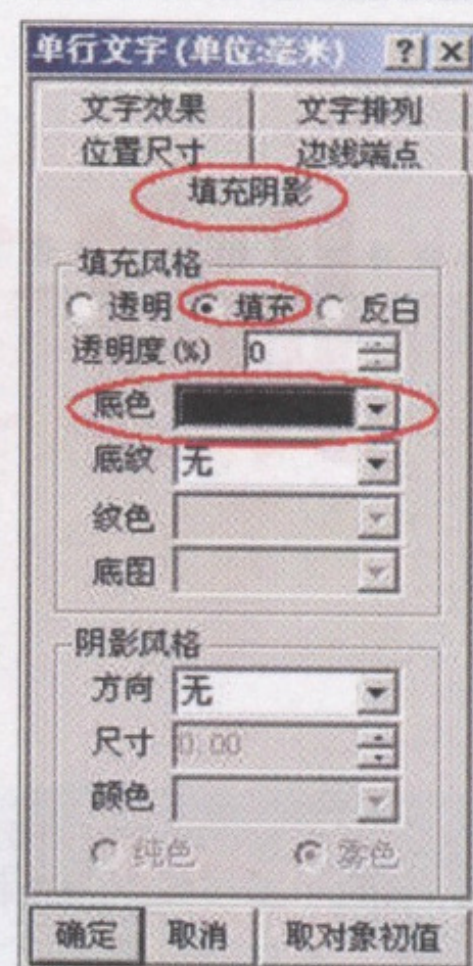 单行文字(单位:毫米) ? ×
文字效果 文字排列
位置尺寸 边线端点
填充阴影
填充风格
透明 填充 反白
透明度(%) 0
底色
底纹 无
纹色
底图
阴影风格
方向 无
尺寸 0.00
颜色
纯色 雾色
确定 取消 取对象初值